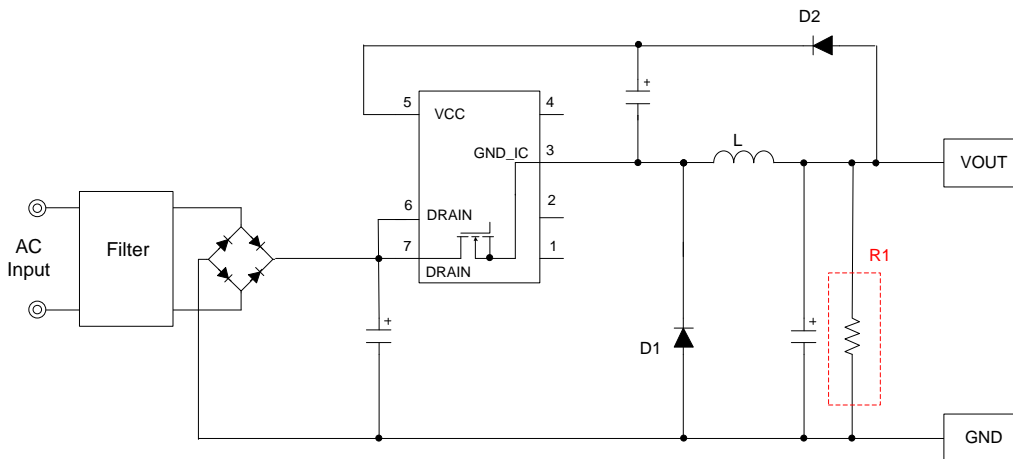 D2
5
VCC
4
+
GND_IC
3
L
VOUT
6
DRAIN
2
AC
Input
Filter
7
DRAIN
1
R1
+
+
D1
GND